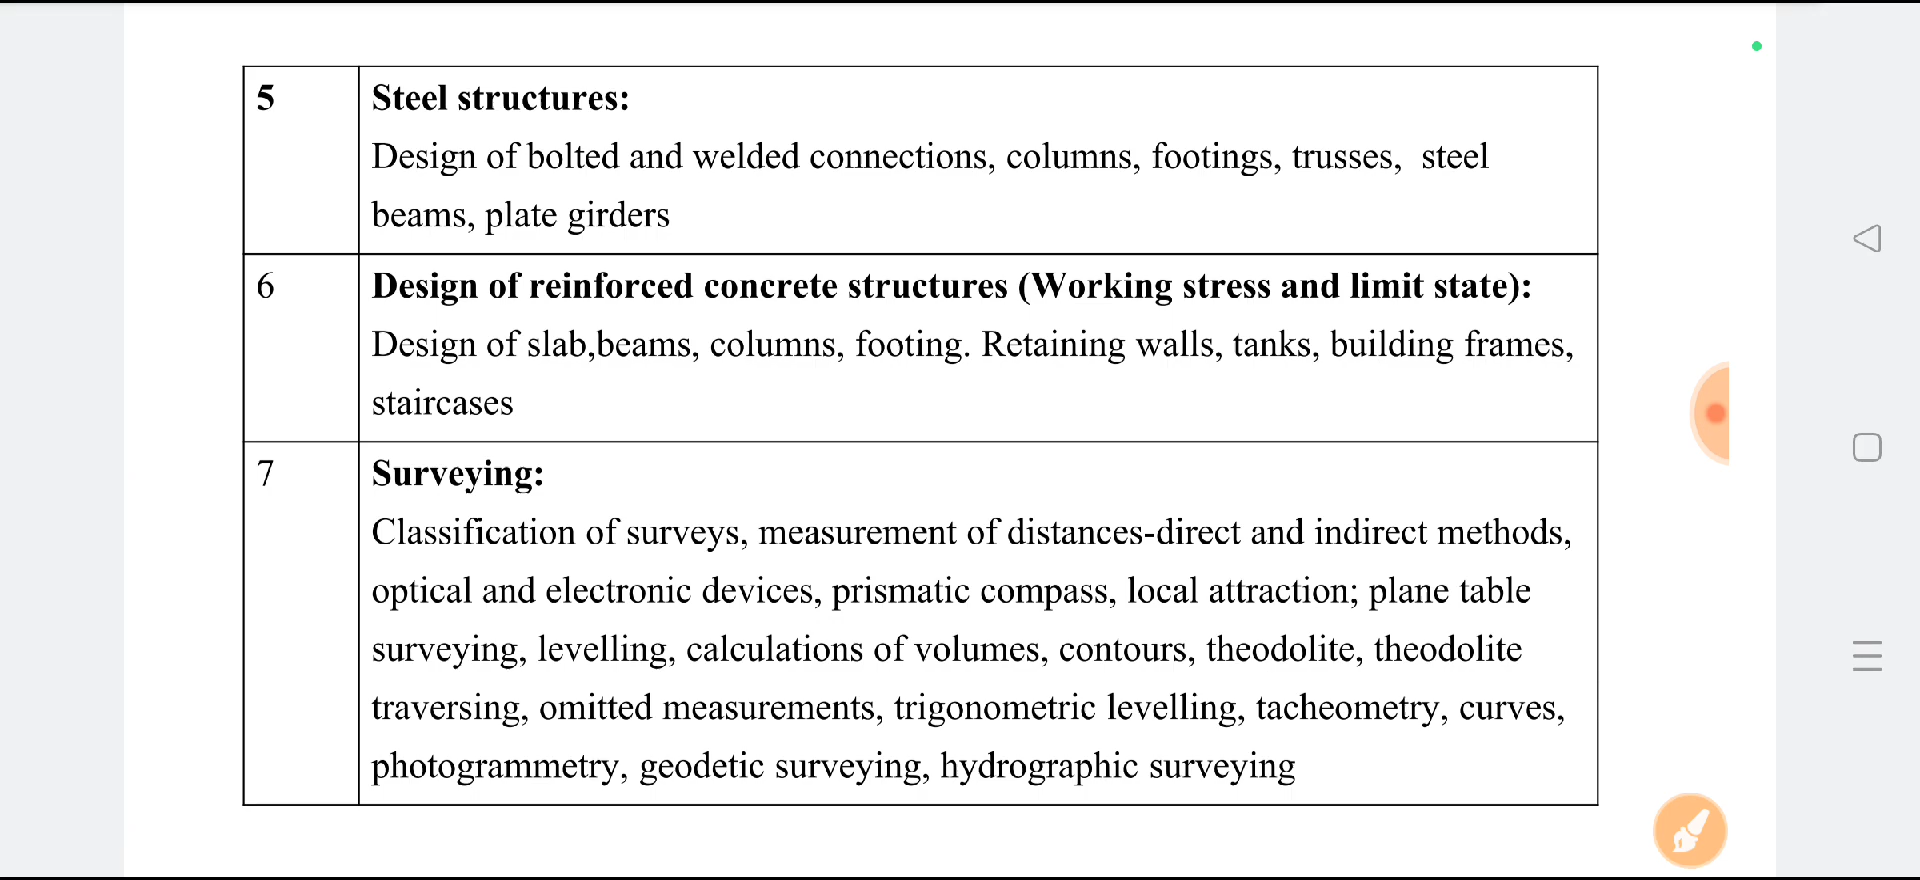 5 Steel structures:
Design of bolted and welded connections, columns, footings, trusses, steel
beams, plate girders
6 Design of reinforced concrete structures (Working stress and limit state):
Design of slab,beams, columns, footing. Retaining walls, tanks, building frames,
staircases
7 Surveying:
Classification of surveys, measurement of distances-direct and indirect methods,
optical and electronic devices, prismatic compass, local attraction; plane table
surveying, levelling, calculations of volumes, contours, theodolite, theodolite
traversing, omitted measurements, trigonometric levelling, tacheometry, curves,
photogrammetry, geodetic surveying, hydrographic surveying